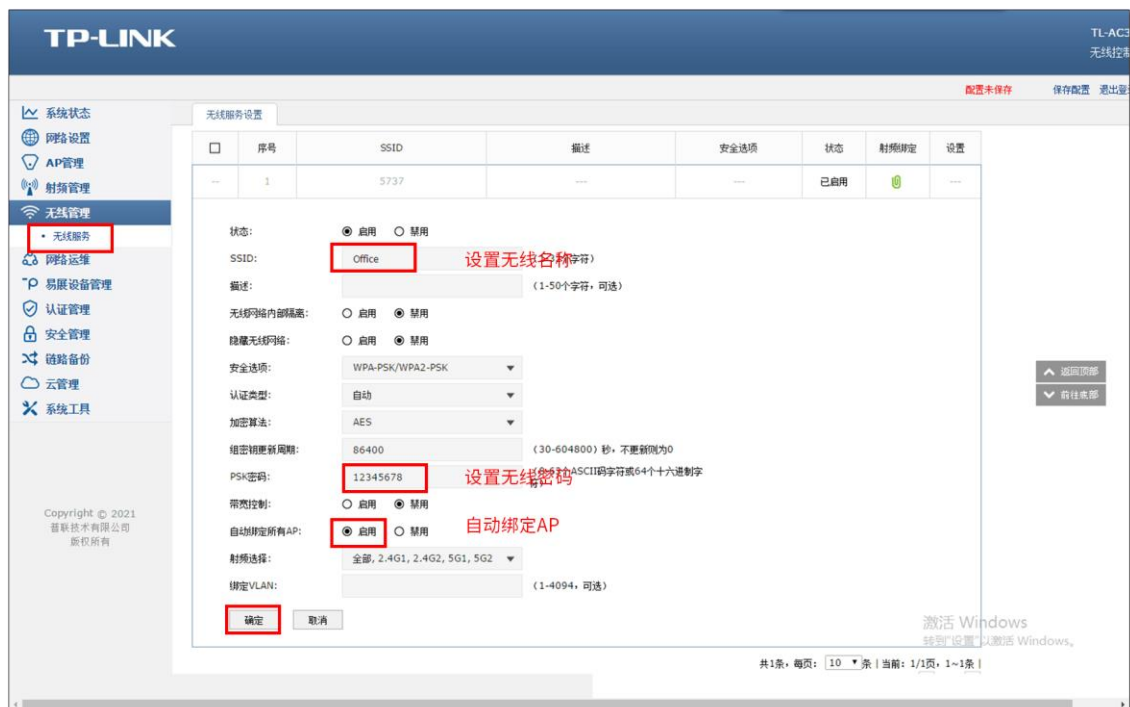 TP-LINK
TL-AC3
无线控制
配置未保存 保存配置 退出登
系统状态
网络设置
AP管理
射频管理
无线管理
• 无线服务
网络运维
易展设备管理
认证管理
安全管理
链路备份
云管理
系统工具
Copyright © 2021
普联技术有限公司
版权所有
无线服务设置
序号 SSID 描述 安全选项 状态 射频绑定 设置
--- 1 5737 --- --- 已启用 ---
状态: 启用 禁用
SSID: Office 设置无线名称 字符)
描述: (1-50个字符,可选)
无线网络内部隔离: 启用 禁用
隐藏无线网络: 启用 禁用
安全选项: WPA-PSK/WPA2-PSK
认证类型: 自动
加密算法: AES
组密钥更新周期: 86400 (30-604800)秒,不更新则为0
PSK密码: 12345678 设置无线密码 ASCII码字符或64个十六进制字
带宽控制: 启用 禁用
自动绑定所有AP: 启用 禁用 自动绑定AP
射频选择: 全部, 2.4G1, 2.4G2, 5G1, 5G2
绑定VLAN: (1-4094,可选)
确定 取消
返回顶部
前往底部
激活 Windows
转到"设置"以激活 Windows。
共1条,每页: 10 条 | 当前: 1/1页,1~1条 |